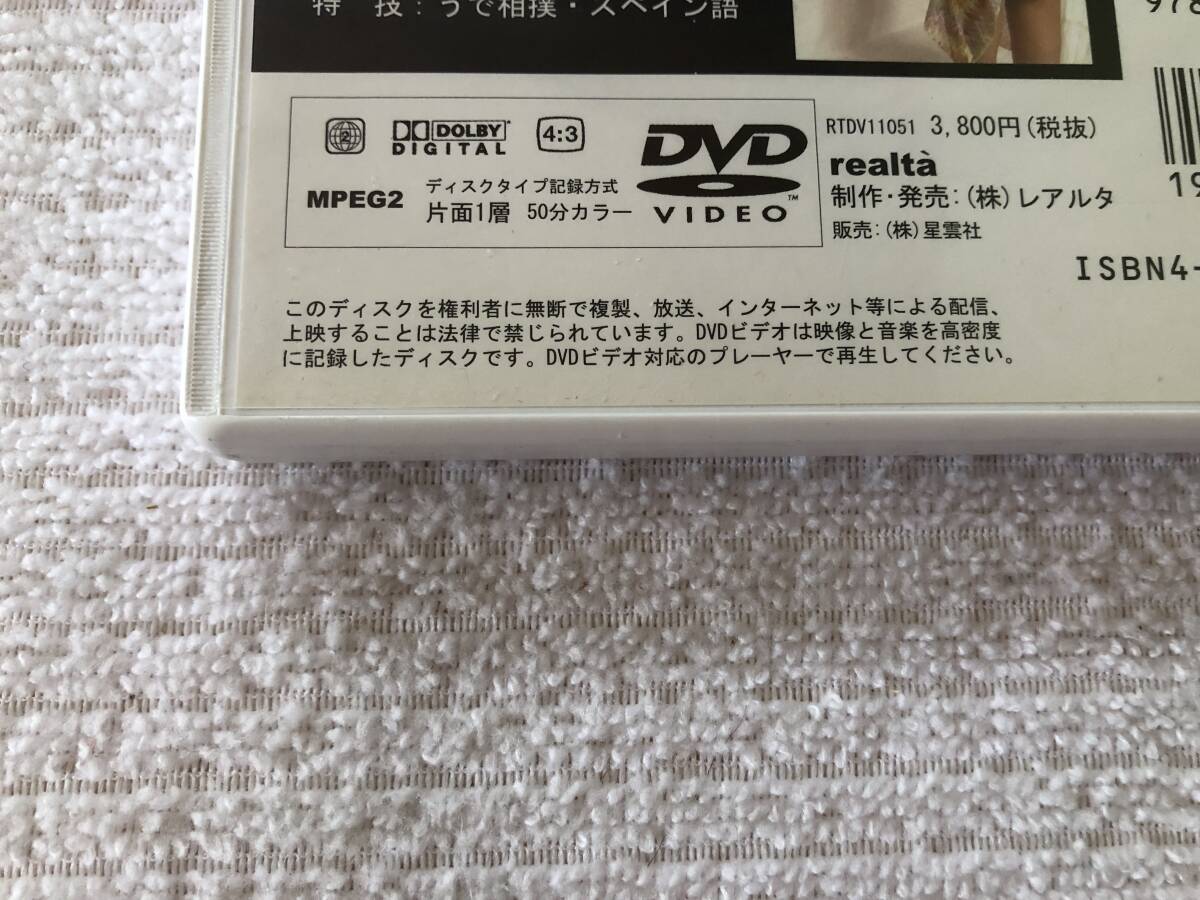 特 技：うで相撲・スペイン語
978
2
DOLBY
DIGITAL
4:3
MPEG2
ディスクタイプ記録方式
片面1層 50分カラー
DVD
VIDEO
TM
RTDV11051 3,800円(税抜)
realtà
制作・発売：(株)レアルタ
販売：(株)星雲社
19
ISBN4-
このディスクを権利者に無断で複製、放送、インターネット等による配信、
上映することは法律で禁じられています。DVDビデオは映像と音楽を高密度
に記録したディスクです。DVDビデオ対応のプレーヤーで再生してください。